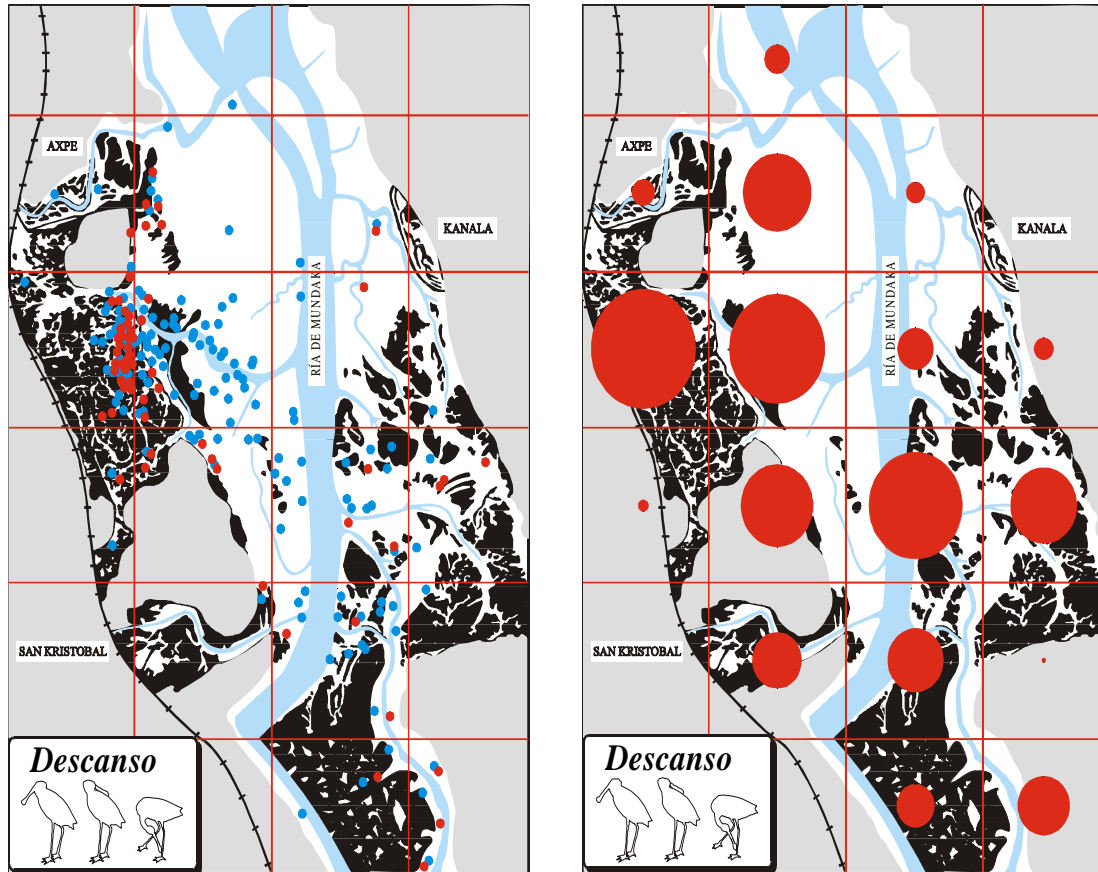 AXPE
KANALA
RÍA DE MUNDAKA
SAN KRISTOBAL
Descanso
AXPE
KANALA
RÍA DE MUNDAKA
SAN KRISTOBAL
Descanso